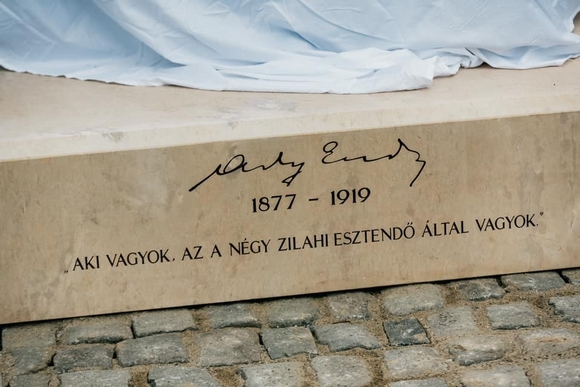 Ady Endre
1877 – 1919
„AKI VAGYOK, AZ A NÉGY ZILAHI ESZTENDŐ ÁLTAL VAGYOK.”